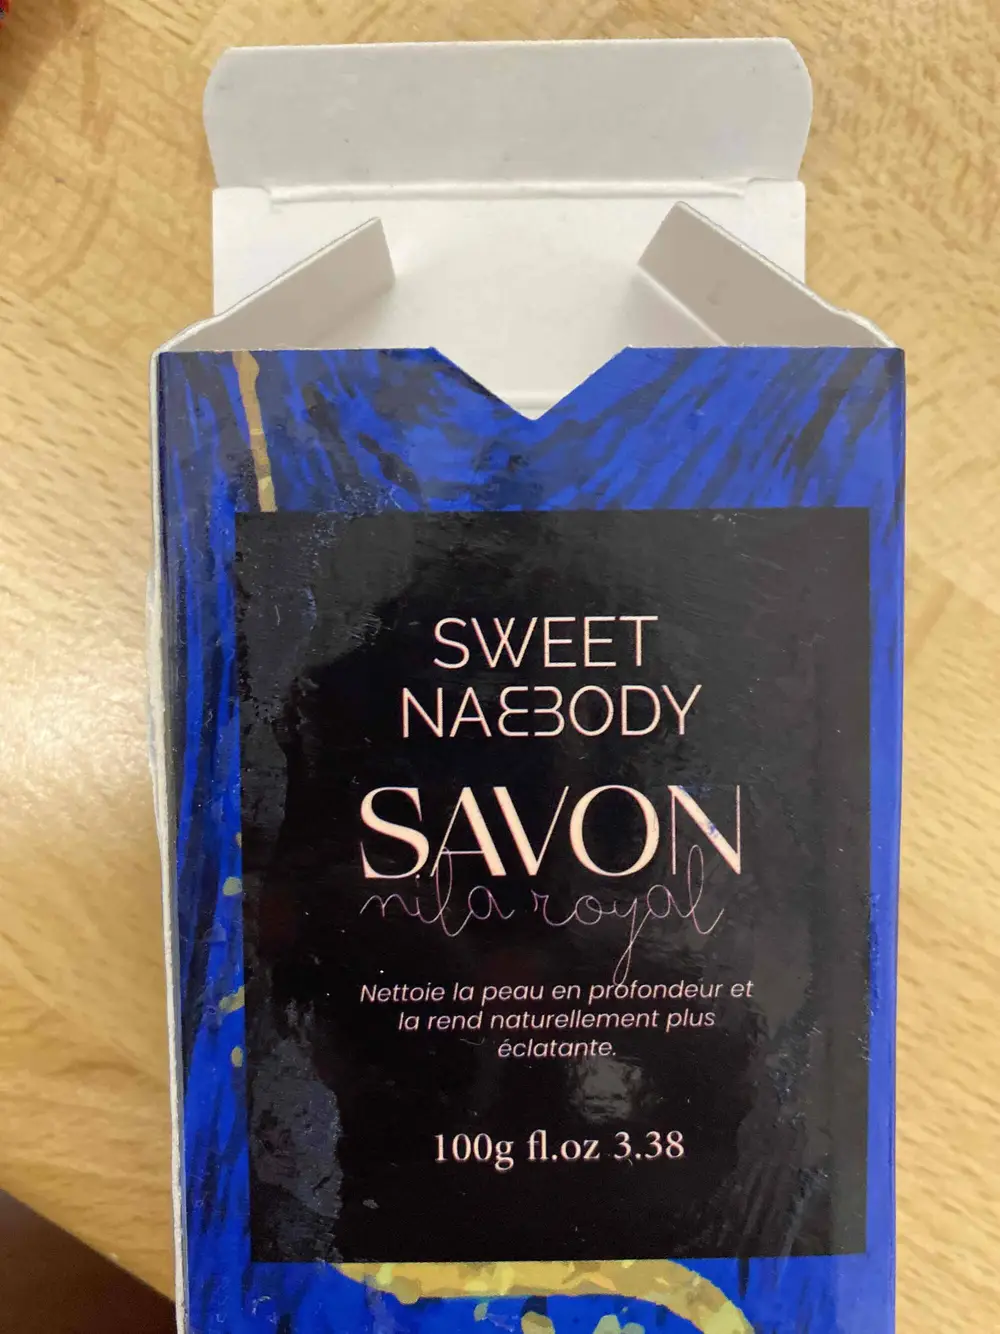 SWEET
NAEBODY
SAVON
nila royal
Nettoie la peau en profondeur et
la rend naturellement plus
éclatante.
100g fl.oz 3.38